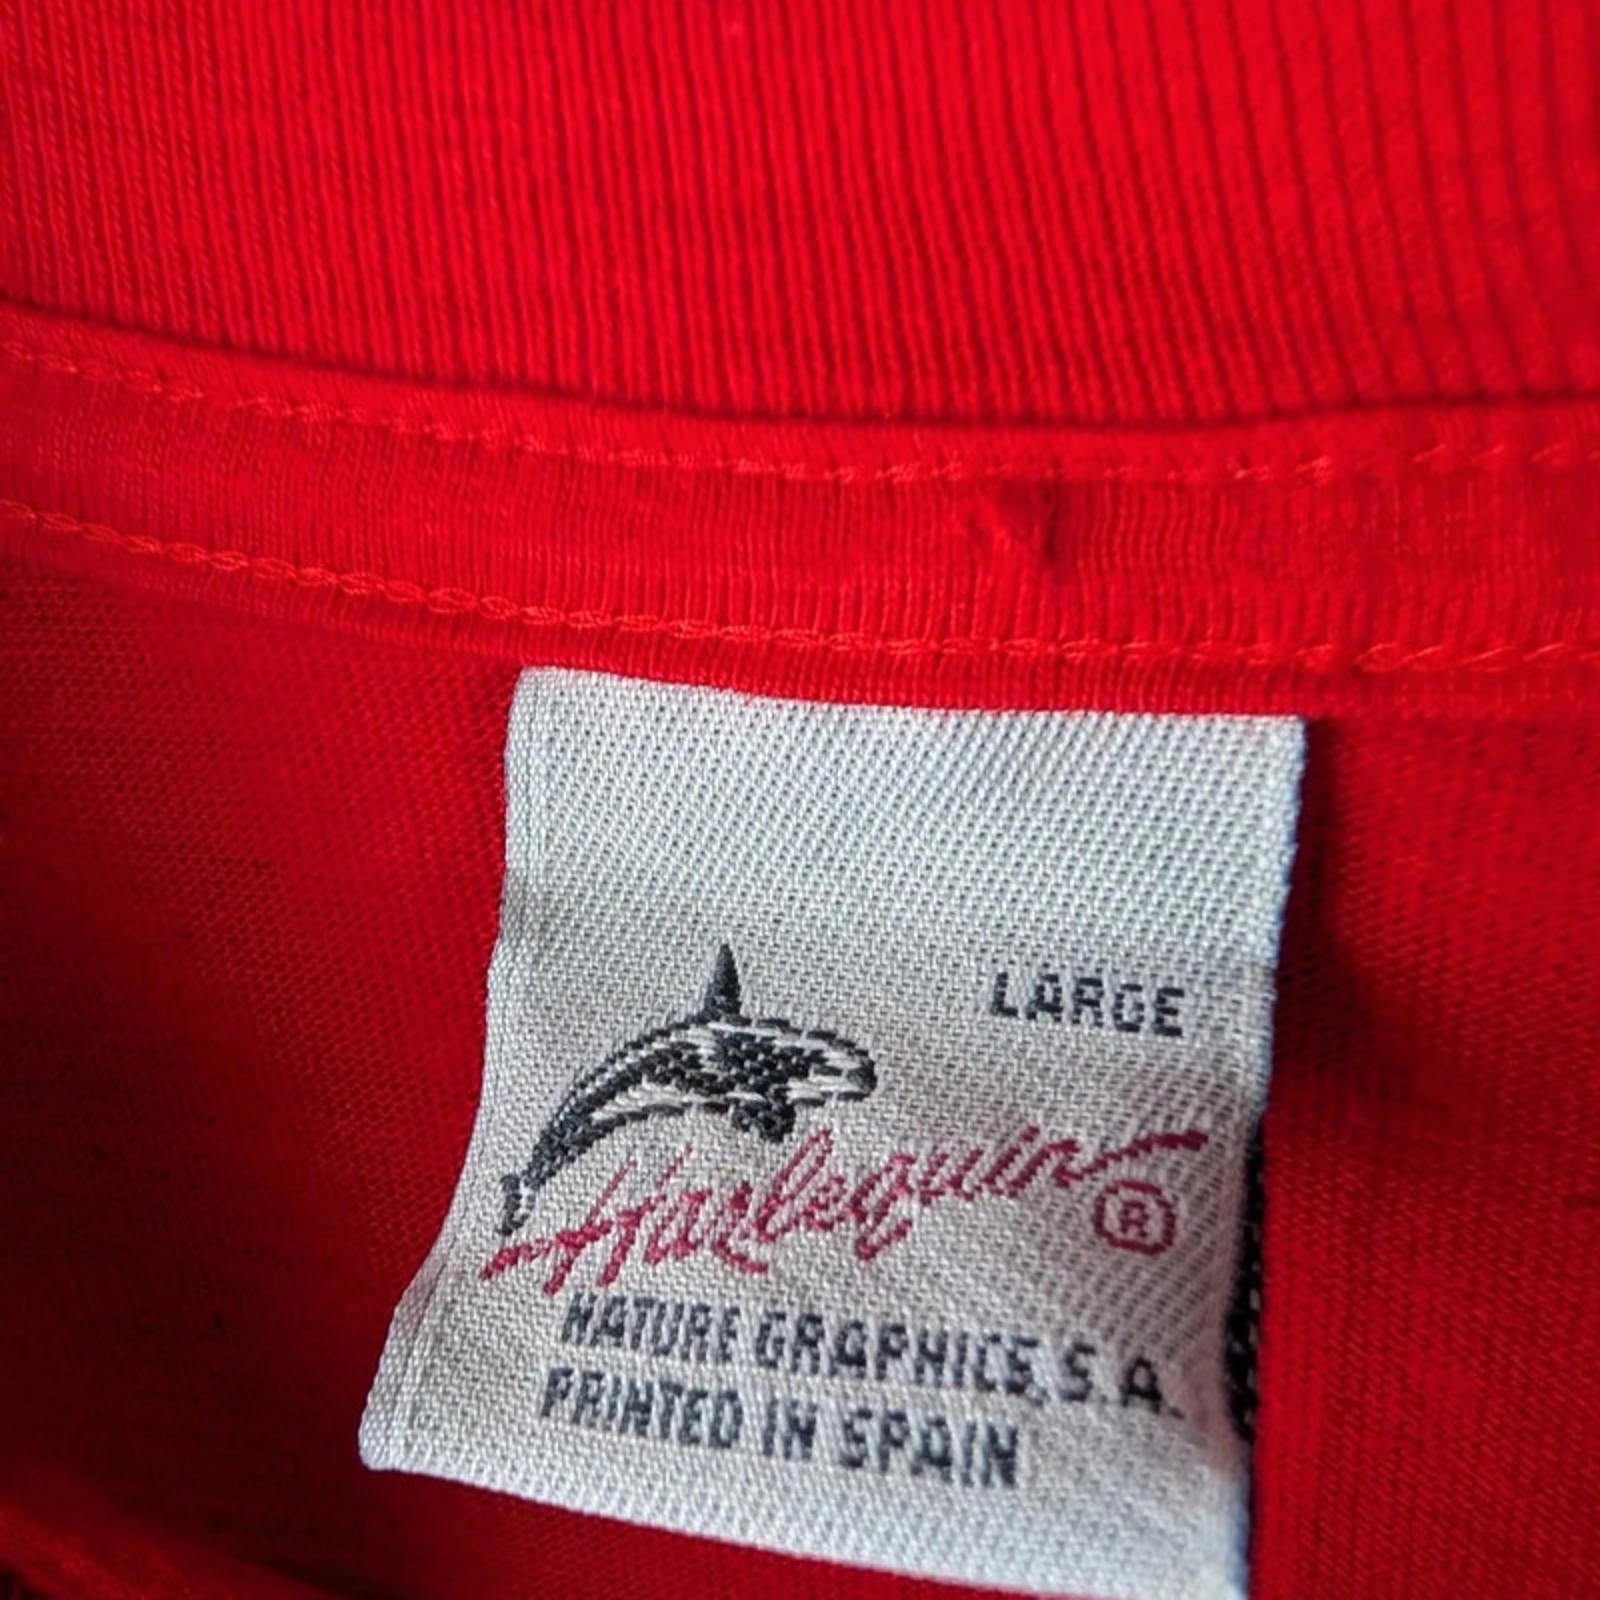 LARGE
Harlequin ®
NATURE GRAPHICS, S.A.
PRINTED IN SPAIN